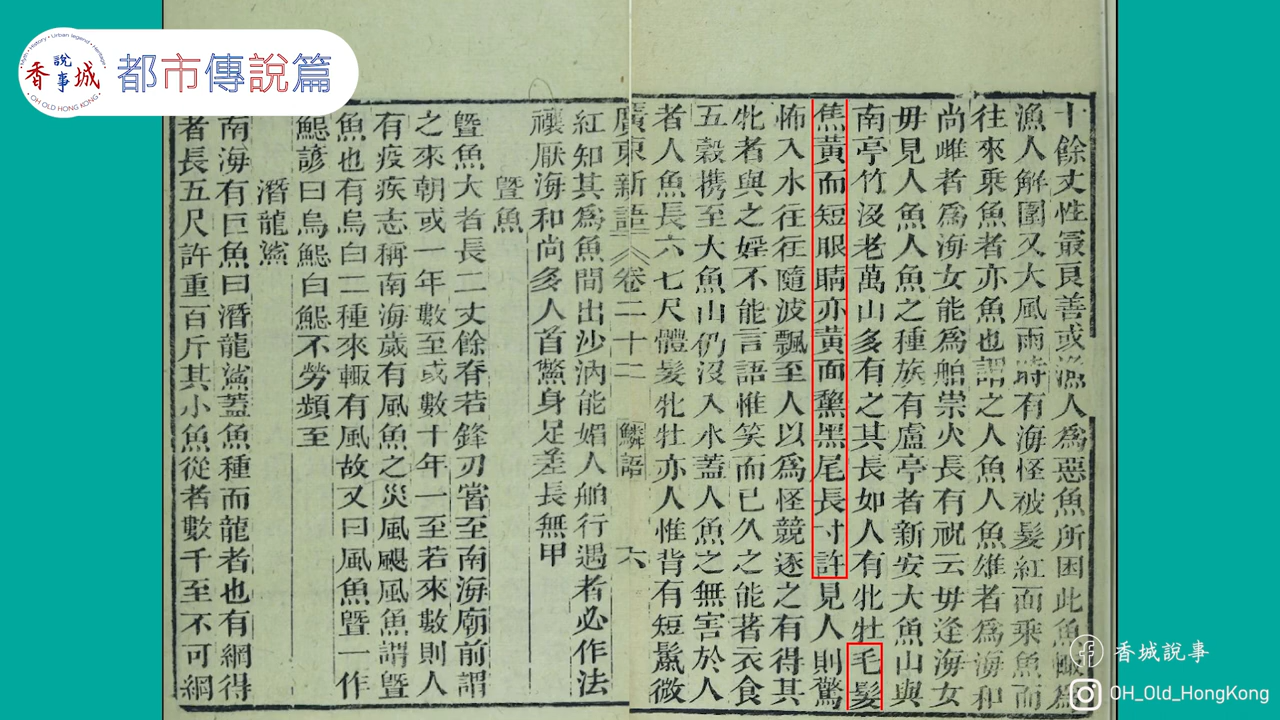 Urban legend
說事
香城
OH OLD HONG KONG
都市傳說篇
十餘丈性最良善或漁人為惡魚所困此魚
漁人解圍又大風雨時有海怪被髮紅面乘魚而
往來乘魚者亦魚也謂之人魚人魚雄者為海和
尚雌者為海女能為舶祟火長有祝云毋逢海女
毋見人魚人魚之種族有盧亭者新安大魚山與
南亭竹沒老萬山多有之其長如人有牝牡毛髮
焦黃而短眼睛亦黃面黧黑尾長寸許見人則驚
怖入水往往隨波飄至人以為怪競逐之有得其
牝者與之婬不能言語惟笑而已久之能著衣食
五穀携至大魚山仍沒入水蓋人魚之無害於人
者人魚長六七尺體髮牝牡亦人惟背有短鬣微
廣東新語 卷二十二 鱗語 六
紅知其為魚間出沙汭能媚人舶行遇者必作法
禳厭海和尚多人首鱉身足差長無甲
暨魚
暨魚大者長二丈餘脊若鋒刃嘗至南海廟前謂
之來朝或一年數至或數十年一至若來數則人
有疫疾志稱南海歲有風魚之災風颶風魚謂暨
魚也有烏白二種來輒有風故又曰風魚暨一作
鱀諺曰烏鱀白鱀不勞頻至
潛龍鯊
南海有巨魚曰潛龍鯊蓋魚種而龍者也有網得
者長五尺許重百斤其小魚從者數千至不可網
香城說事
OH_Old_HongKong